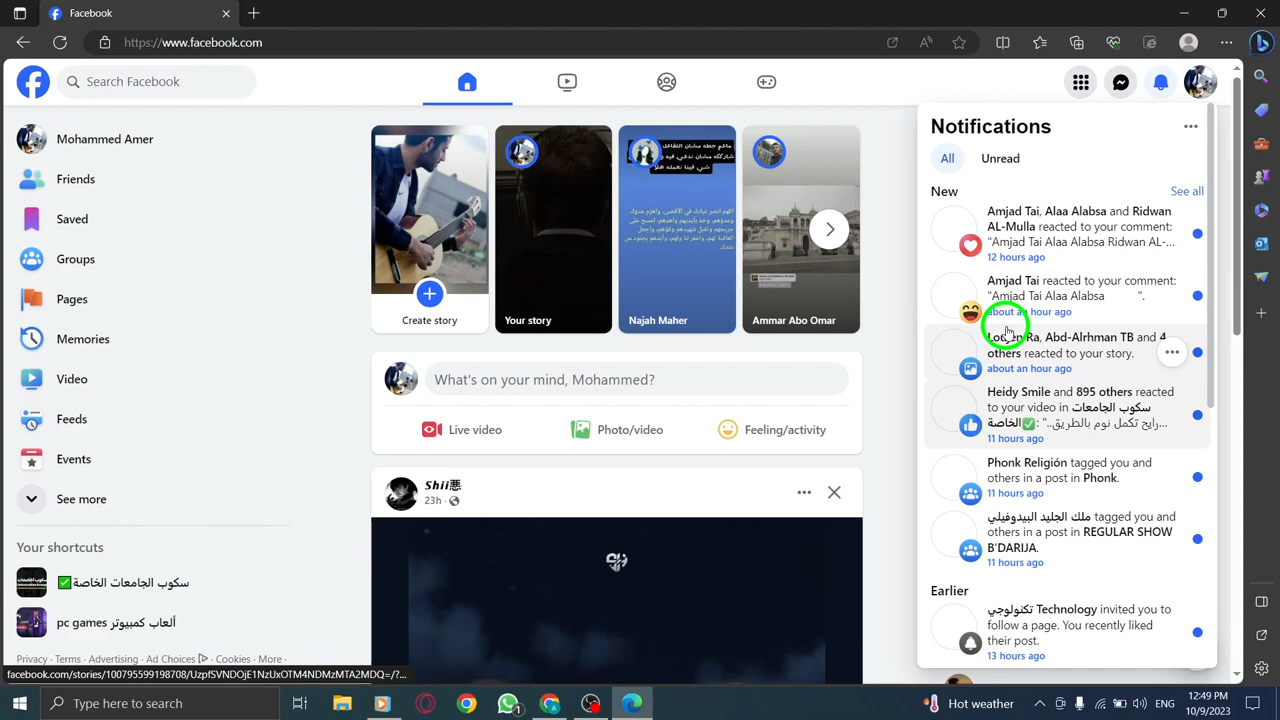 Facebook
https://www.facebook.com
Search Facebook
Mohammed Amer
Friends
Saved
Groups
Pages
Memories
Video
Feeds
Events
See more
Your shortcuts
سكوب الجامعات الخاصة✅
ألعاب كمبيوتر pc games
Privacy · Terms · Advertising · Ad Choices · Cookies · More ·
facebook.com/stories/100795599198708/UzpfSVNDOjE1NzUxOTM4NDMzMTA2MDQ=/?...
Create story
Your story
Najah Maher
Ammar Abo Omar
What's on your mind, Mohammed?
Live video
Photo/video
Feeling/activity
Shii悪
23h ·
Notifications
All
Unread
New
See all
Amjad Tai, Alaa Alabsa and Ridwan
AL-Mulla reacted to your comment:
"Amjad Tai Alaa Alabsa Ridwan AL-...
12 hours ago
Amjad Tai reacted to your comment:
"Amjad Tai Alaa Alabsa ".
about an hour ago
Ra, Abd-Alrhman TB and 4
others reacted to your story.
about an hour ago
Heidy Smile and 895 others reacted
to your video in سكوب الجامعات
الخاصة✅: "..رايح تكمل نوم بالطريق...
11 hours ago
Phonk Religión tagged you and
others in a post in Phonk.
11 hours ago
ملك الجليد البيدوفيلي tagged you and
others in a post in REGULAR SHOW
B'DARIJA.
11 hours ago
Earlier
تكنولوجي Technology invited you to
follow a page. You recently liked
their post.
13 hours ago
Type here to search
1
Hot weather
ENG
12:49 PM
10/9/2023